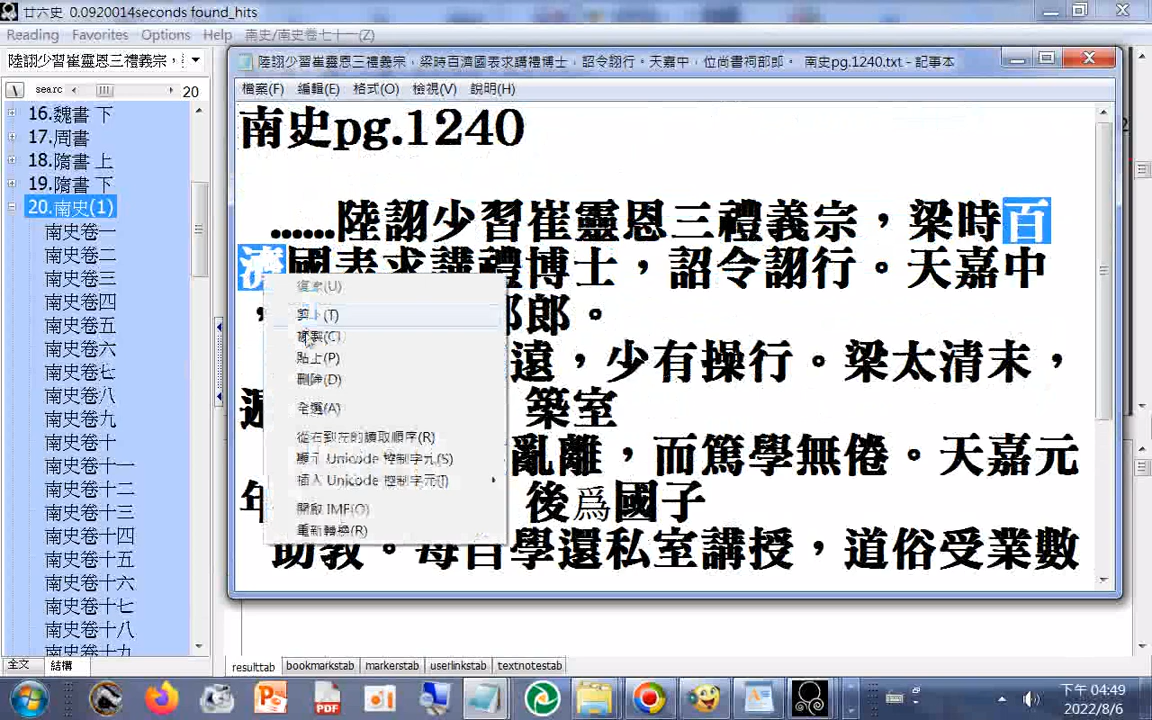 廿六史 0.0920014seconds found_hits
Reading Favorites Options Help 南史/南史卷七十一(Z)
陸詡少習崔靈恩三禮義宗，
陸詡少習崔靈恩三禮義宗，梁時百濟國表求講禮博士，詔令詡行。天嘉中，位尚書祠部郎。 南史pg.1240.txt - 記事本
檔案(F) 編輯(E) 格式(O) 檢視(V) 說明(H)
searc 20
16.魏書 下
17.周書
18.隋書 上
19.隋書 下
20.南史(1)
南史卷一
南史卷二
南史卷三
南史卷四
南史卷五
南史卷六
南史卷七
南史卷八
南史卷九
南史卷十
南史卷十一
南史卷十二
南史卷十三
南史卷十四
南史卷十五
南史卷十六
南史卷十七
南史卷十八
南史卷十九
全文 結構
南史pg.1240
......陸詡少習崔靈恩三禮義宗，梁時百
濟國表求講禮博士，詔令詡行。天嘉中
，部郎。
遠，少有操行。梁太清末，
築室
亂離，而篤學無倦。天嘉元
年後爲國子
助教。每自學還私室講授，道俗受業數
復原(U)
剪下(T)
複製(C)
貼上(P)
刪除(D)
全選(A)
從右到左的讀取順序(R)
顯示 Unicode 控制字元(S)
插入 Unicode 控制字元(I)
開啟 IME(O)
重新轉換(R)
resulttab bookmarkstab markerstab userlinkstab textnotestab
PDF
下午 04:49
2022/8/6